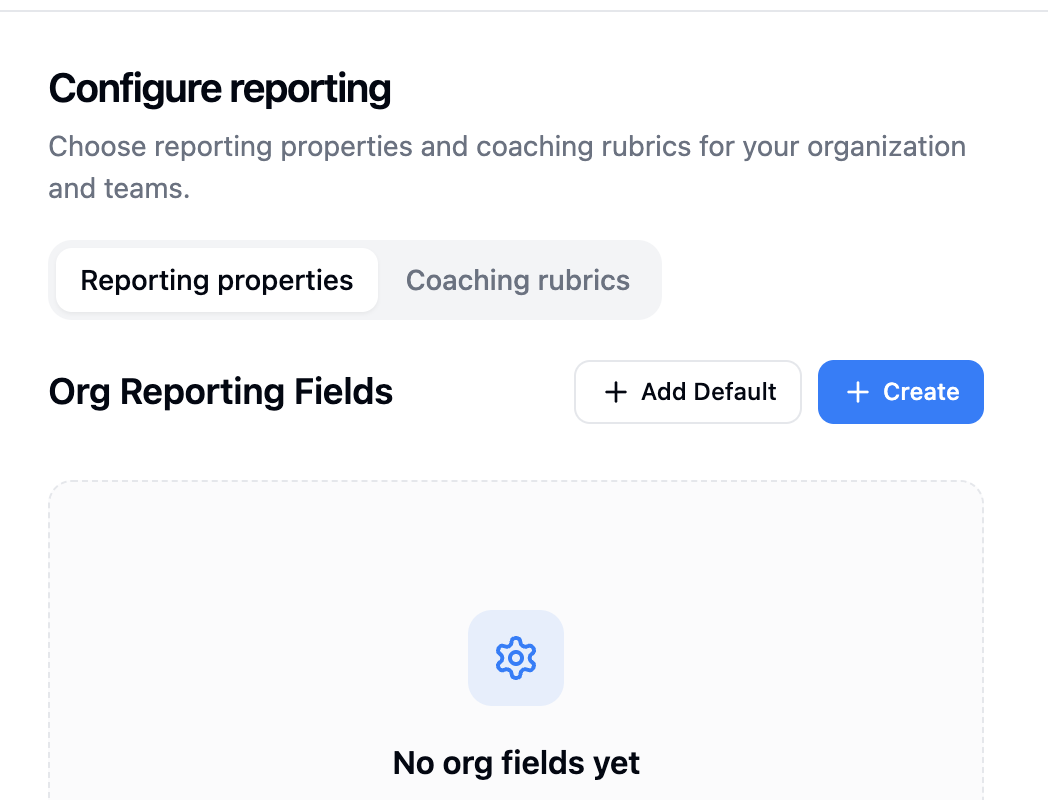 Configure reporting
Choose reporting properties and coaching rubrics for your organization
and teams.
Reporting properties
Coaching rubrics
Org Reporting Fields
Add Default
Create
No org fields yet